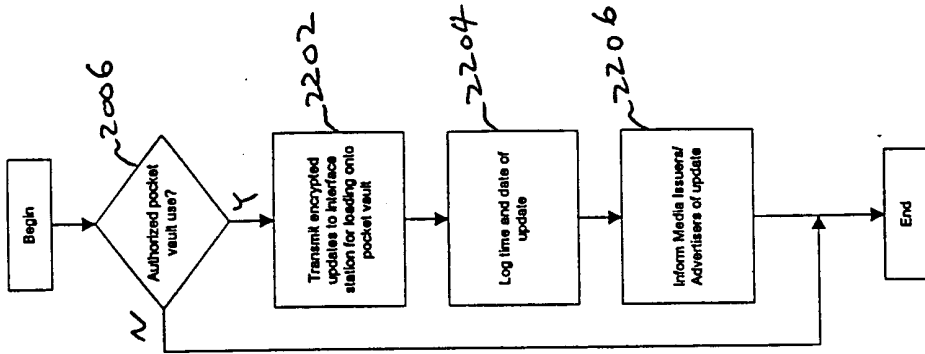 Begin
2006
Authorized pocket
vault use?
N
Y
2202
Transmit encrypted
updates to interface
station for loading onto
pocket vault
2204
Log time and date of
update
2206
Inform Media Issuers/
Advertisers of update
End